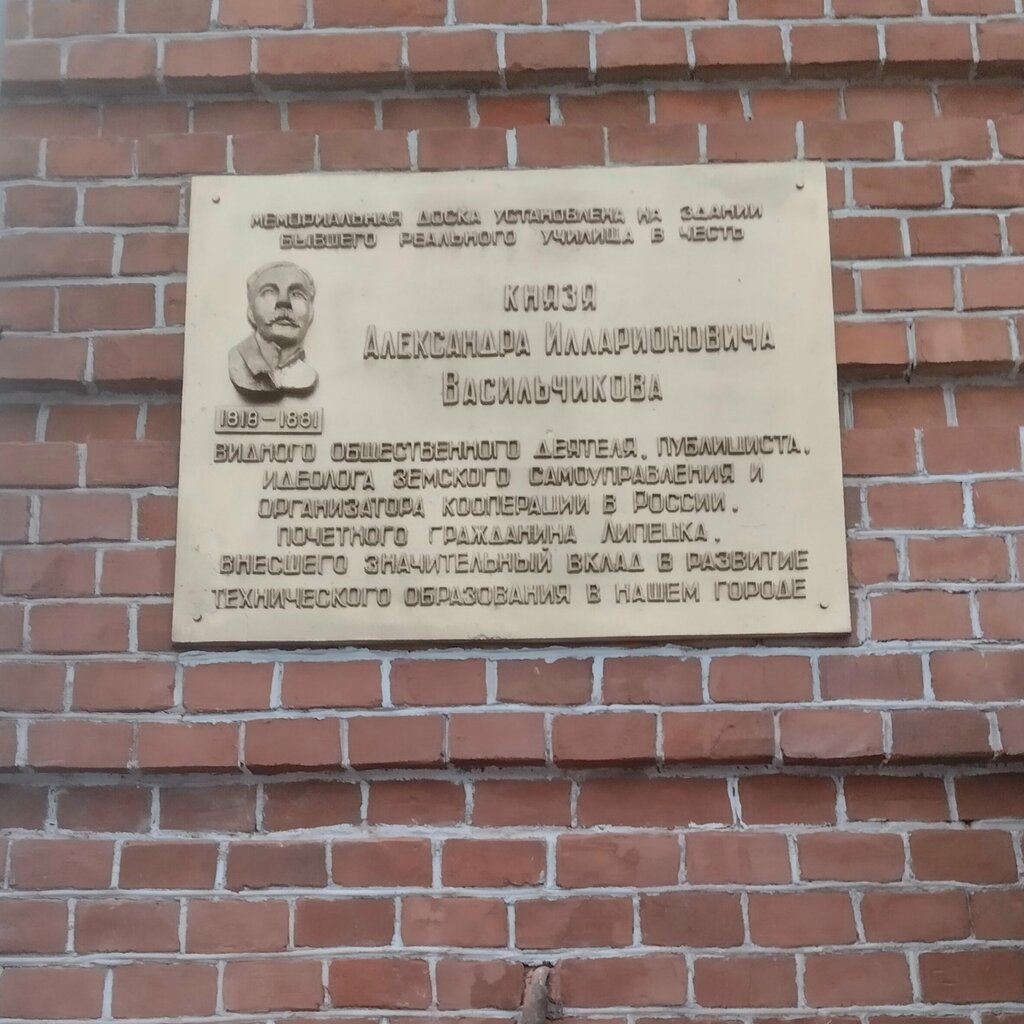 МЕМОРИАЛЬНАЯ ДОСКА УСТАНОВЛЕНА НА ЗДАНИИ
БЫВШЕГО РЕАЛЬНОГО УЧИЛИЩА В ЧЕСТЬ
КНЯЗЯ
АЛЕКСАНДРА ИЛЛАРИОНОВИЧА
ВАСИЛЬЧИКОВА
1818-1881
ВИДНОГО ОБЩЕСТВЕННОГО ДЕЯТЕЛЯ, ПУБЛИЦИСТА,
ИДЕОЛОГА ЗЕМСКОГО САМОУПРАВЛЕНИЯ И
ОРГАНИЗАТОРА КООПЕРАЦИИ В РОССИИ,
ПОЧЕТНОГО ГРАЖДАНИНА ЛИПЕЦКА,
ВНЕСШЕГО ЗНАЧИТЕЛЬНЫЙ ВКЛАД В РАЗВИТИЕ
ТЕХНИЧЕСКОГО ОБРАЗОВАНИЯ В НАШЕМ ГОРОДЕ